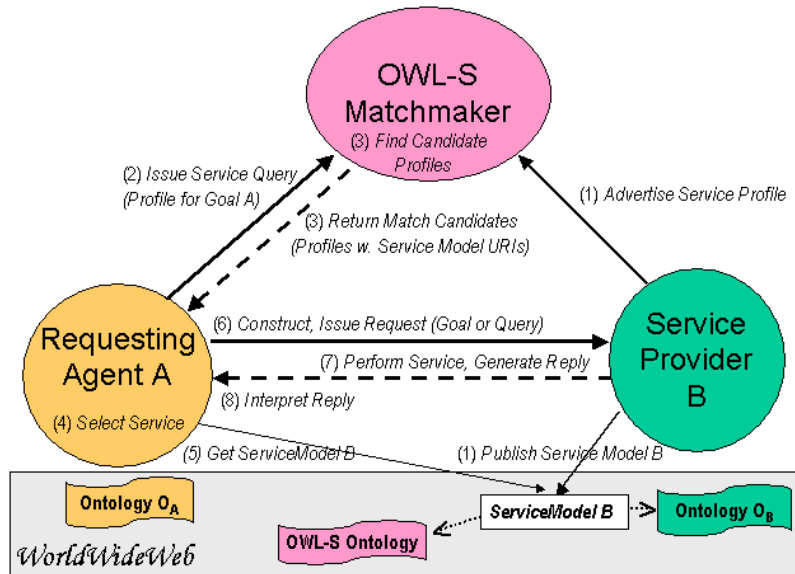 OWL-S
Matchmaker
(3) Find Candidate
Profiles
(2) Issue Service Query
(Profile for Goal A)
(1) Advertise Service Profile
(3) Return Match Candidates
(Profiles w. Service Model URIs)
Requesting
Agent A
(4) Select Service
(6) Construct, Issue Request (Goal or Query)
(7) Perform Service, Generate Reply
(8) Interpret Reply
Service
Provider
B
(5) Get ServiceModel B
(1) Publish Service Model B
Ontology OA
ServiceModel B
Ontology OB
OWL-S Ontology
WorldWideWeb